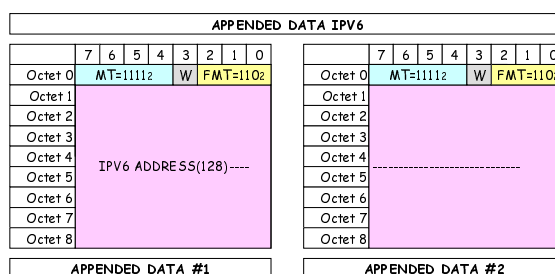 APPENDED DATA IPV6
7 6 5 4 3 2 1 0 7 6 5 4 3 2 1 0
Octet 0 MT=1111₂ W FMT=110₂ Octet 0 MT=1111₂ W FMT=110₂
Octet 1 Octet 1
Octet 2 Octet 2
Octet 3 Octet 3
Octet 4 IPV6 ADDRESS(128)---- Octet 4 ----------------------------
Octet 5 Octet 5
Octet 6 Octet 6
Octet 7 Octet 7
Octet 8 Octet 8
APPENDED DATA #1 APPENDED DATA #2